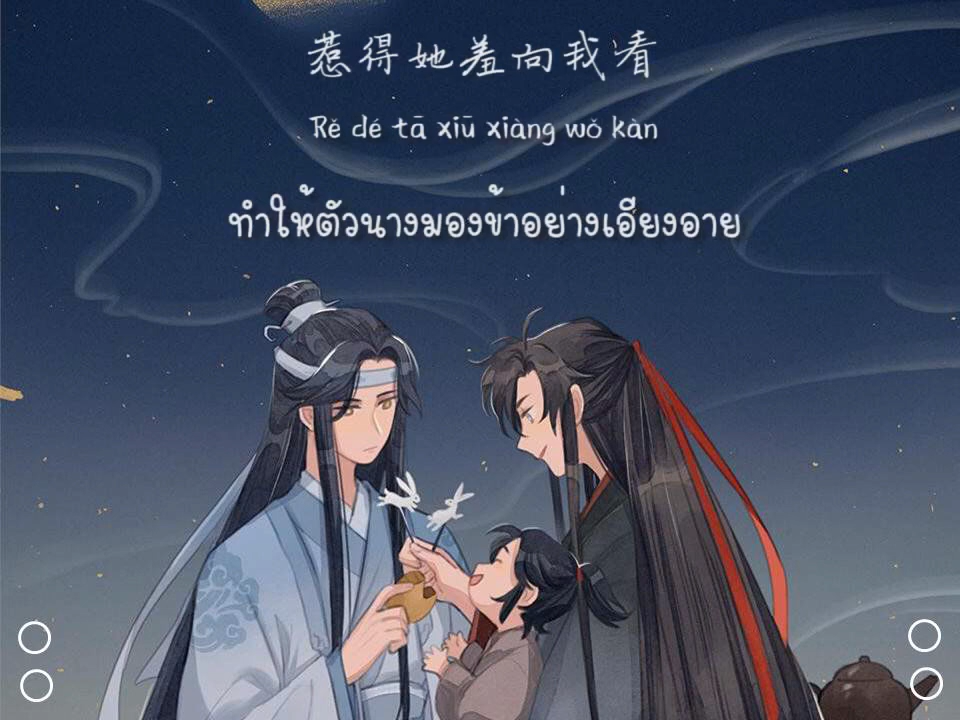 惹得她羞向我看
Rě dé tā xiū xiàng wǒ kàn
ทำให้ตัวนางมองข้าอย่างเอียงอาย